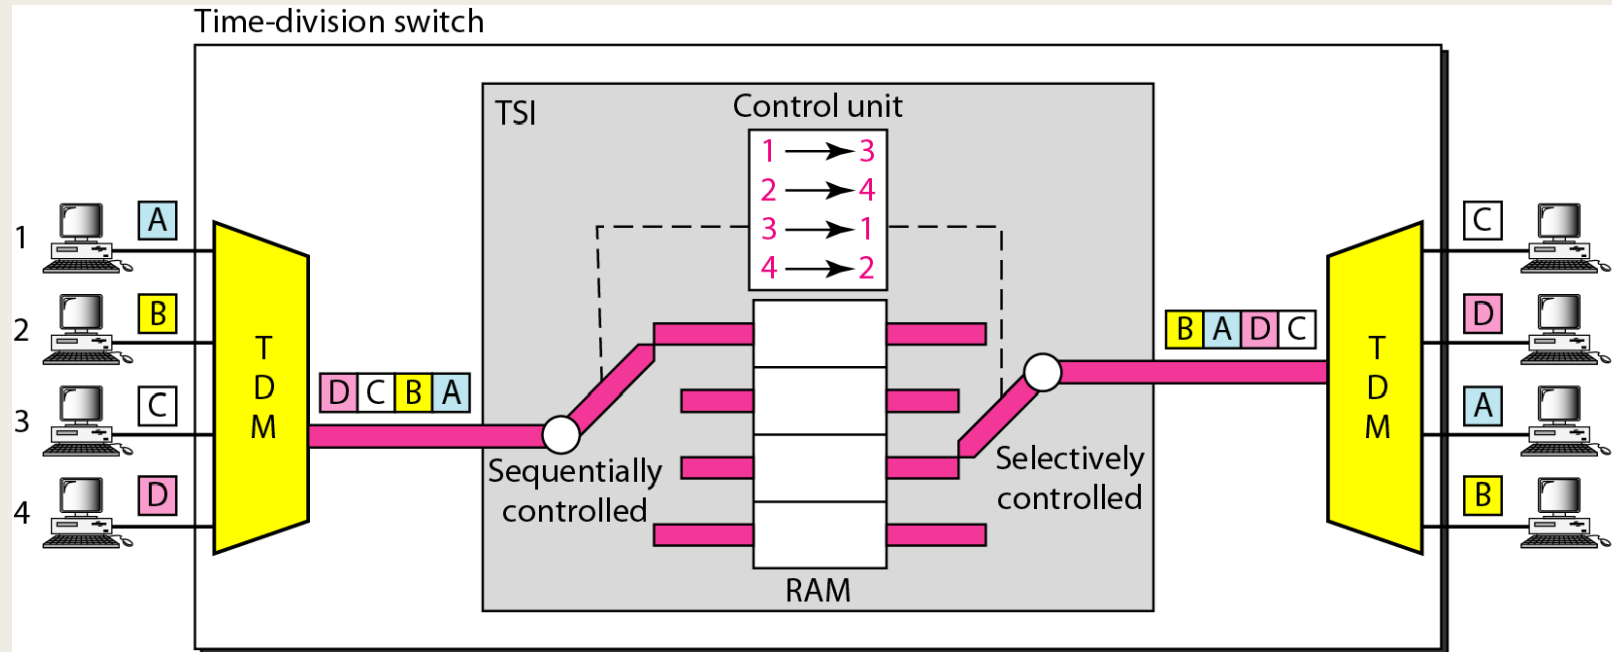 Time-division switch
TSI
Control unit
1 → 3
2 → 4
3 → 1
4 → 2
1
A
2
B
3
C
4
D
T
D
M
D C B A
Sequentially
controlled
RAM
Selectively
controlled
B A D C
T
D
M
C
D
A
B